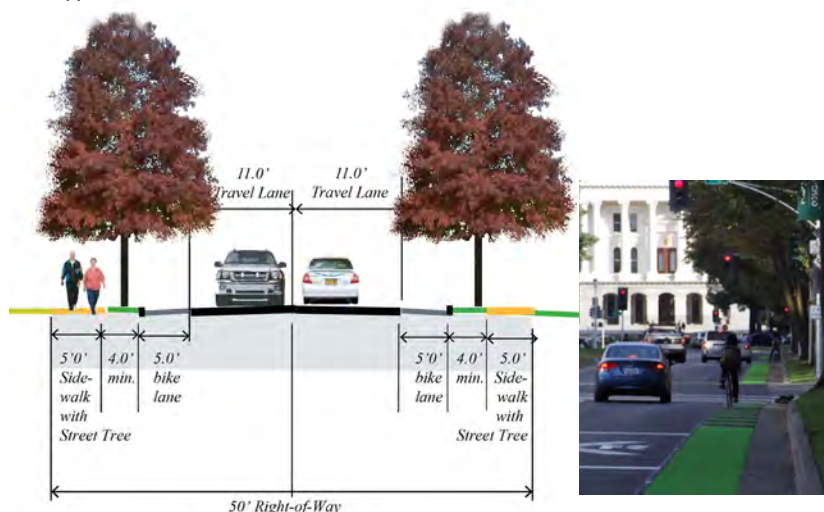 11.0'
Travel Lane
11.0'
Travel Lane
5'0'
Side-
walk
with
Street Tree
4.0'
min.
5.0'
bike
lane
5'0'
bike
lane
4.0'
min.
5.0'
Side-
walk
with
Street Tree
50' Right-of-Way